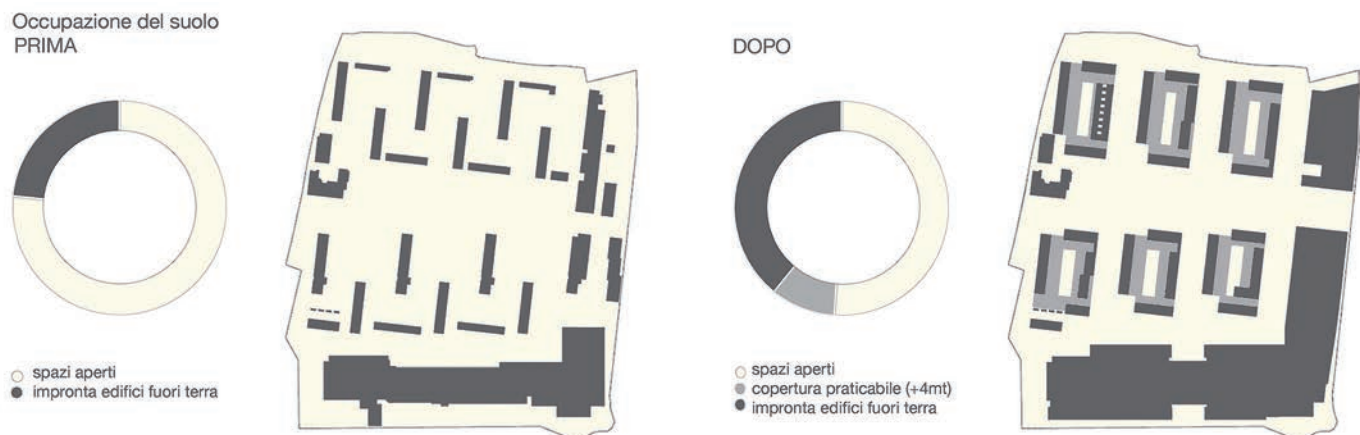 Occupazione del suolo
PRIMA
spazi aperti
impronta edifici fuori terra
DOPO
spazi aperti
copertura praticabile (+4mt)
impronta edifici fuori terra